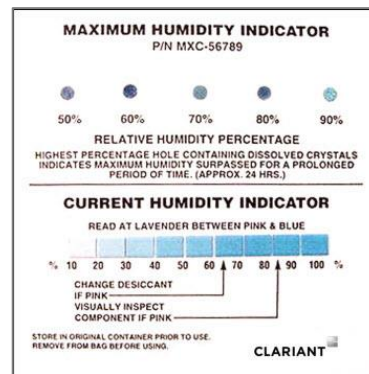 MAXIMUM HUMIDITY INDICATOR
P/N MXC-56789
50% 60% 70% 80% 90%
RELATIVE HUMIDITY PERCENTAGE
HIGHEST PERCENTAGE HOLE CONTAINING DISSOLVED CRYSTALS
INDICATES MAXIMUM HUMIDITY SURPASSED FOR A PROLONGED
PERIOD OF TIME. (APPROX. 24 HRS.)
CURRENT HUMIDITY INDICATOR
READ AT LAVENDER BETWEEN PINK & BLUE
% 10 20 30 40 50 60 70 80 90 100 %
CHANGE DESICCANT
IF PINK
VISUALLY INSPECT
COMPONENT IF PINK
STORE IN ORIGINAL CONTAINER PRIOR TO USE.
REMOVE FROM BAG BEFORE USING.
CLARIANT